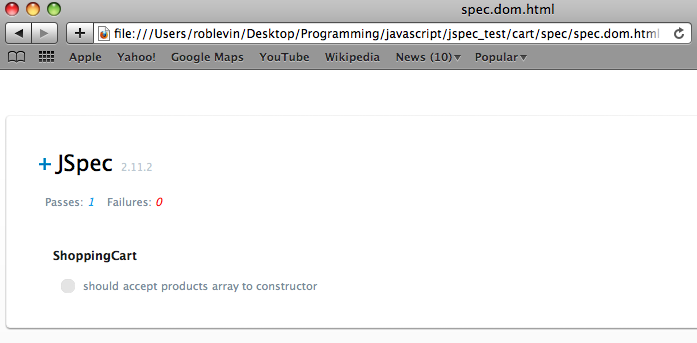 spec.dom.html
file:///Users/roblevin/Desktop/Programming/javascript/jspec_test/cart/spec/spec.dom.html
Apple Yahoo! Google Maps YouTube Wikipedia News (10) Popular
+ JSpec 2.11.2
Passes: 1 Failures: 0
ShoppingCart
should accept products array to constructor